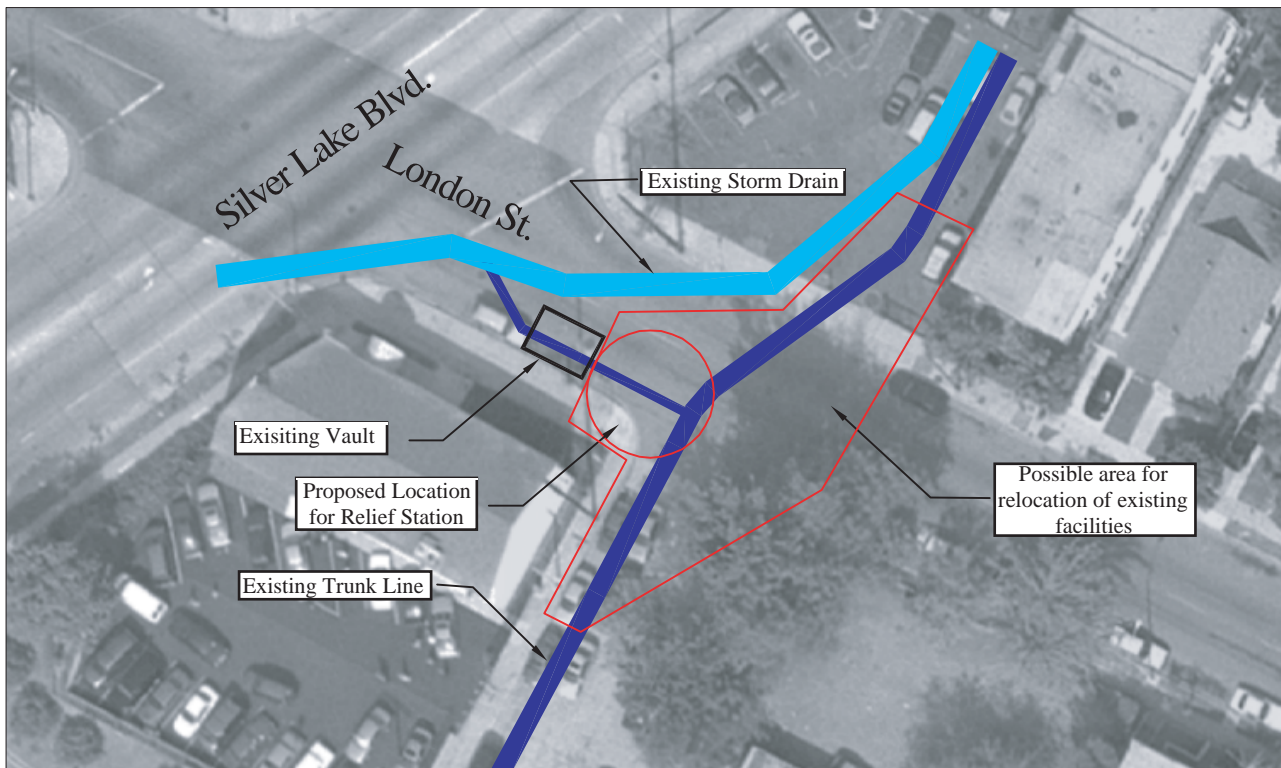 Silver Lake Blvd.
London St.
Existing Storm Drain
Exisiting Vault
Proposed Location
for Relief Station
Existing Trunk Line
Possible area for
relocation of existing
facilities